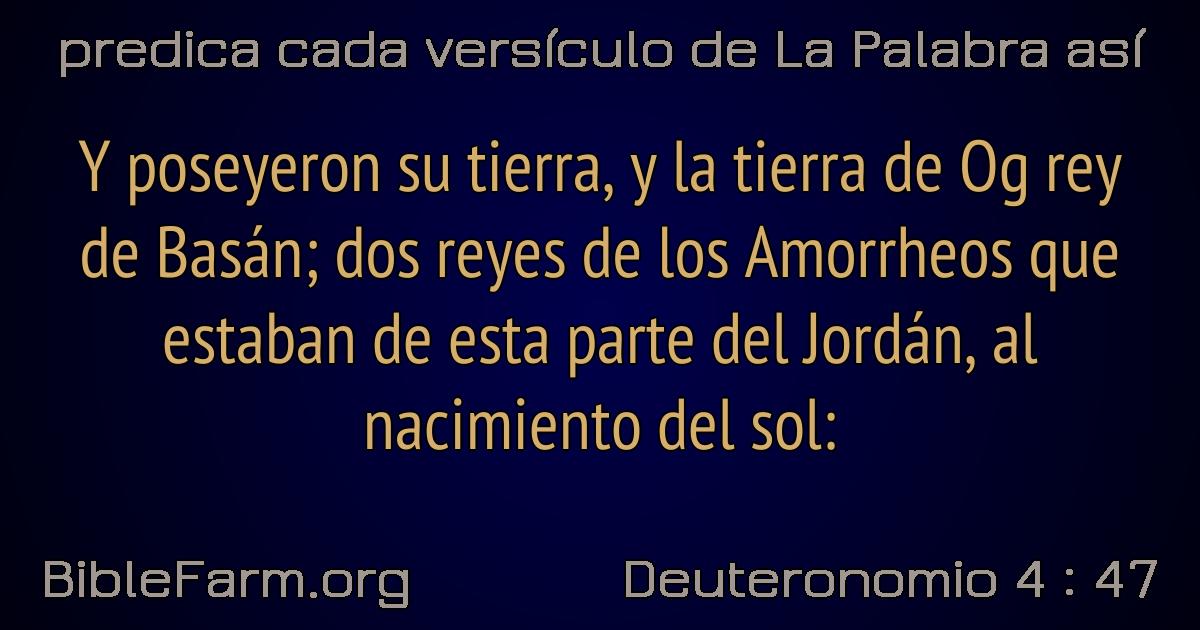 predica cada versículo de La Palabra así
Y poseyeron su tierra, y la tierra de Og rey
de Basán; dos reyes de los Amorrheos que
estaban de esta parte del Jordán, al
nacimiento del sol:
BibleFarm.org
Deuteronomio 4 : 47